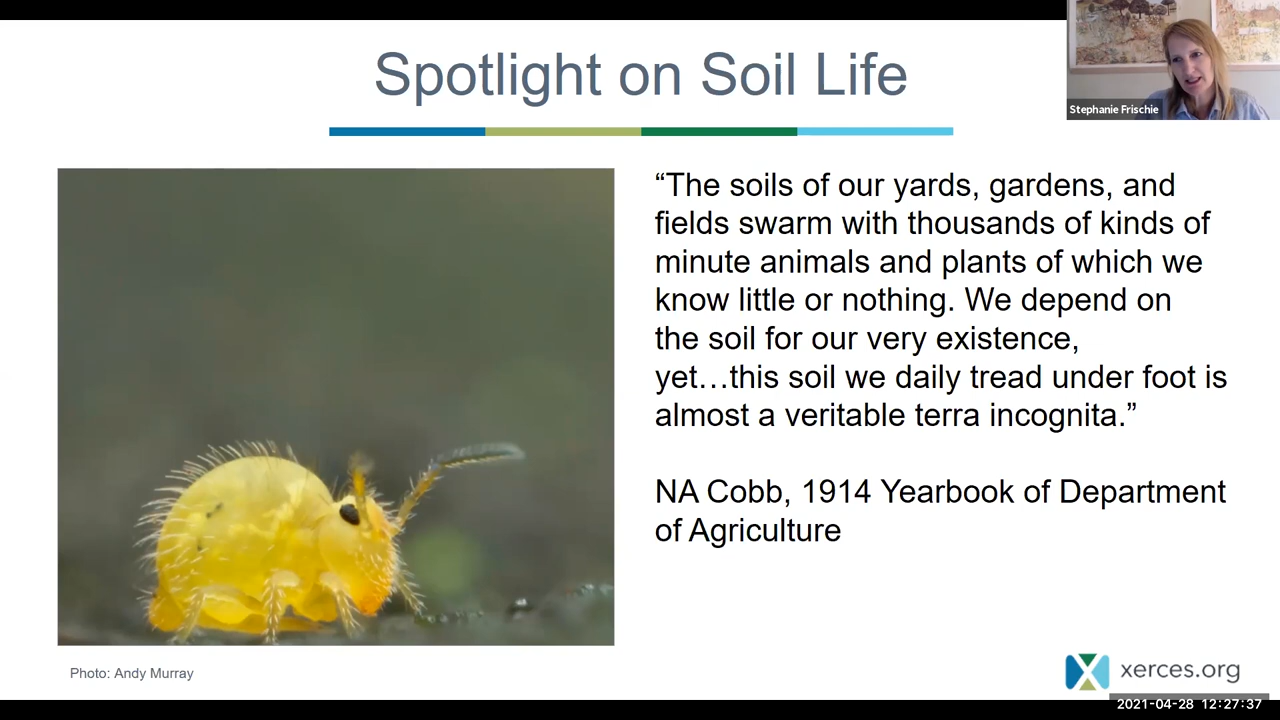 Spotlight on Soil Life
Stephanie Frischie
“The soils of our yards, gardens, and
fields swarm with thousands of kinds of
minute animals and plants of which we
know little or nothing. We depend on
the soil for our very existence,
yet…this soil we daily tread under foot is
almost a veritable terra incognita.”
NA Cobb, 1914 Yearbook of Department
of Agriculture
Photo: Andy Murray
xerces.org
2021-04-28 12:27:37